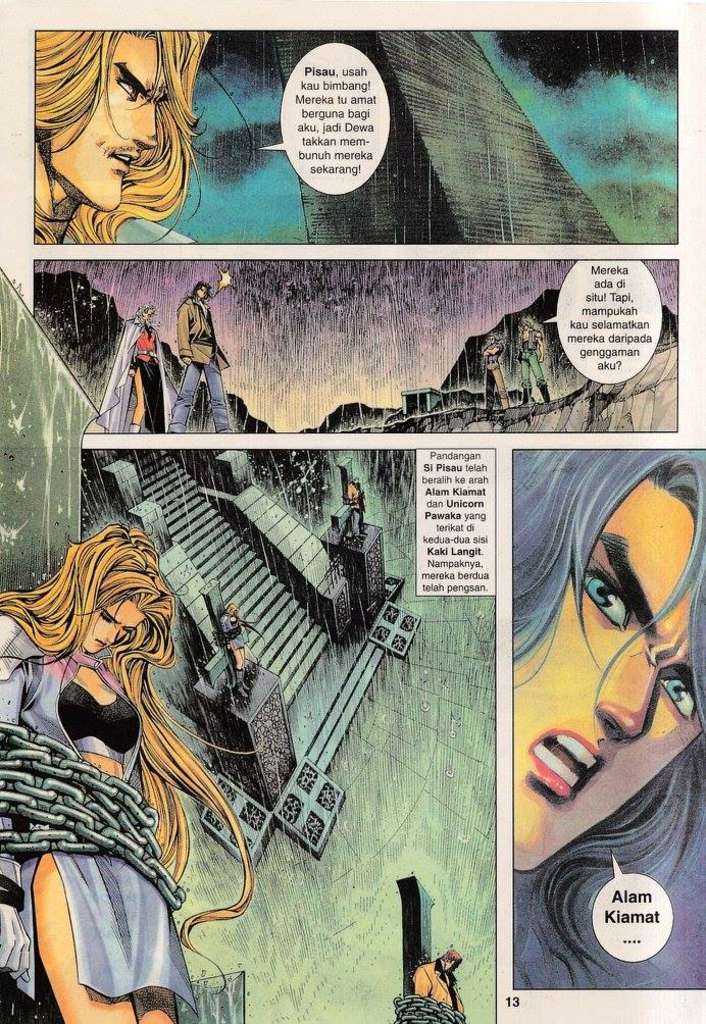 Pisau, usah
kau bimbang!
Mereka tu amat
berguna bagi
aku, jadi Dewa
takkan mem-
bunuh mereka
sekarang!
Mereka
ada di
situ! Tapi,
mampukah
kau selamatkan
mereka daripada
genggaman
aku?
Pandangan
Si Pisau telah
beralih ke arah
Alam Kiamat
dan Unicorn
Pawaka yang
terikat di
kedua-dua sisi
Kaki Langit.
Nampaknya,
mereka berdua
telah pengsan.
Alam
Kiamat
....
13